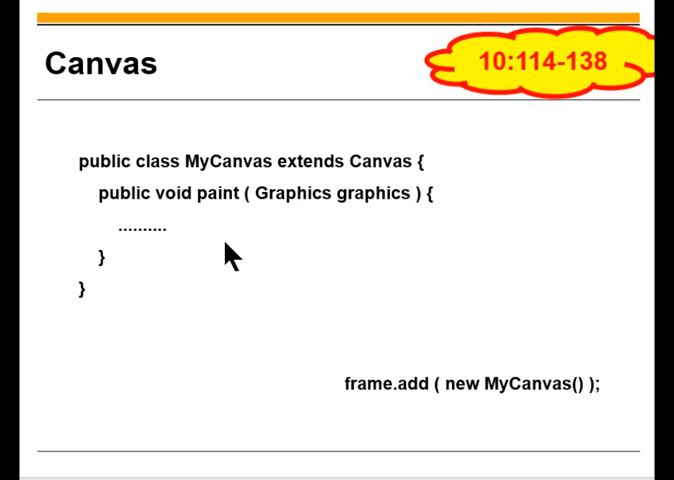 Canvas
10:114-138
public class MyCanvas extends Canvas {
public void paint ( Graphics graphics ) {
..........
}
}
frame.add ( new MyCanvas() );